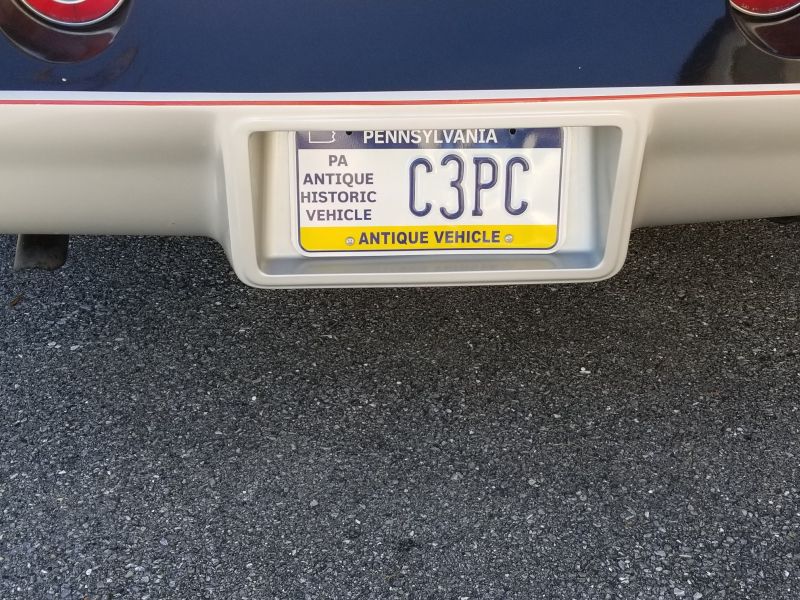 PENNSYLVANIA
PA
ANTIQUE
HISTORIC
VEHICLE
C3PC
ANTIQUE VEHICLE